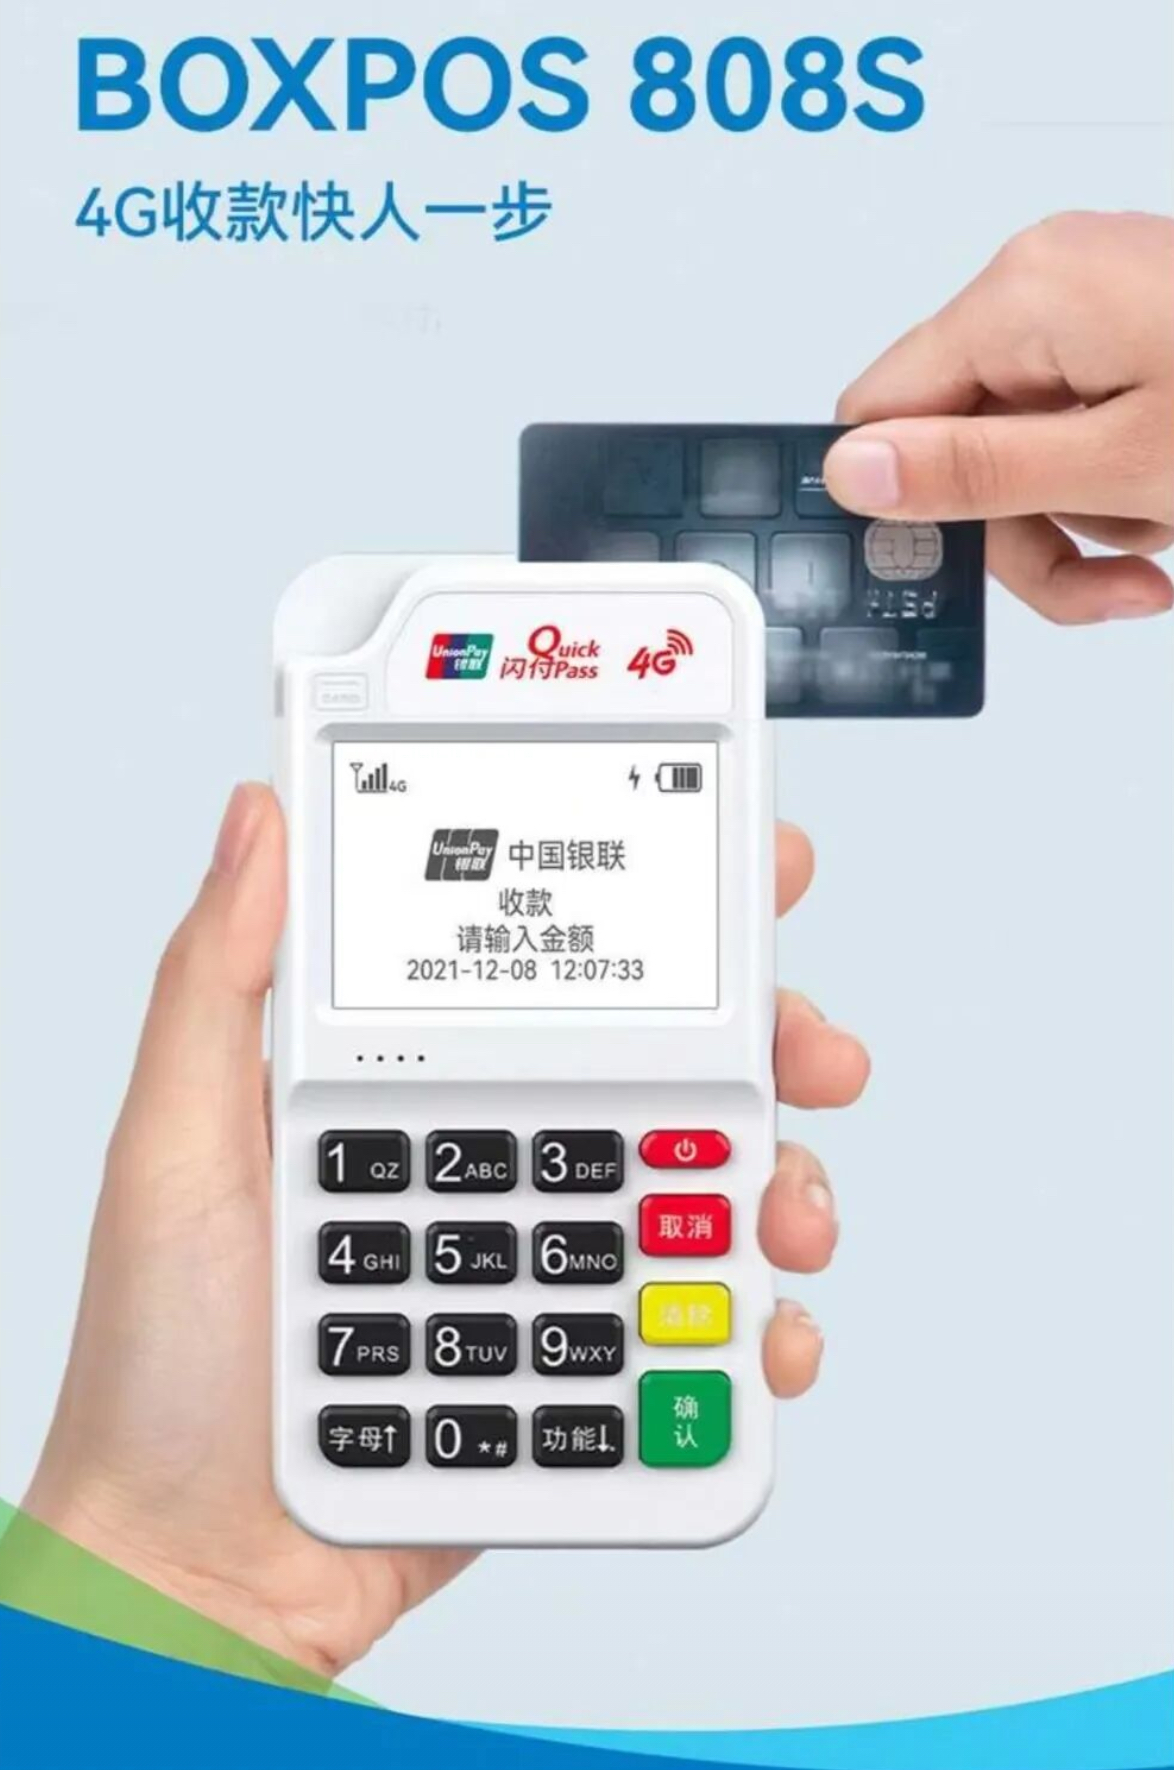 BOXPOS 808S
4G收款快人一步
UnionPay
银联
Quick
闪付Pass
4G
CARD
4G
UnionPay
银联
中国银联
收款
请输入金额
2021-12-08 12:07:33
1 QZ 2 ABC 3 DEF
取消
4 GHI 5 JKL 6 MNO
清除
7 PRS 8 TUV 9 WXY
确认
字母↑ 0 *# 功能↓